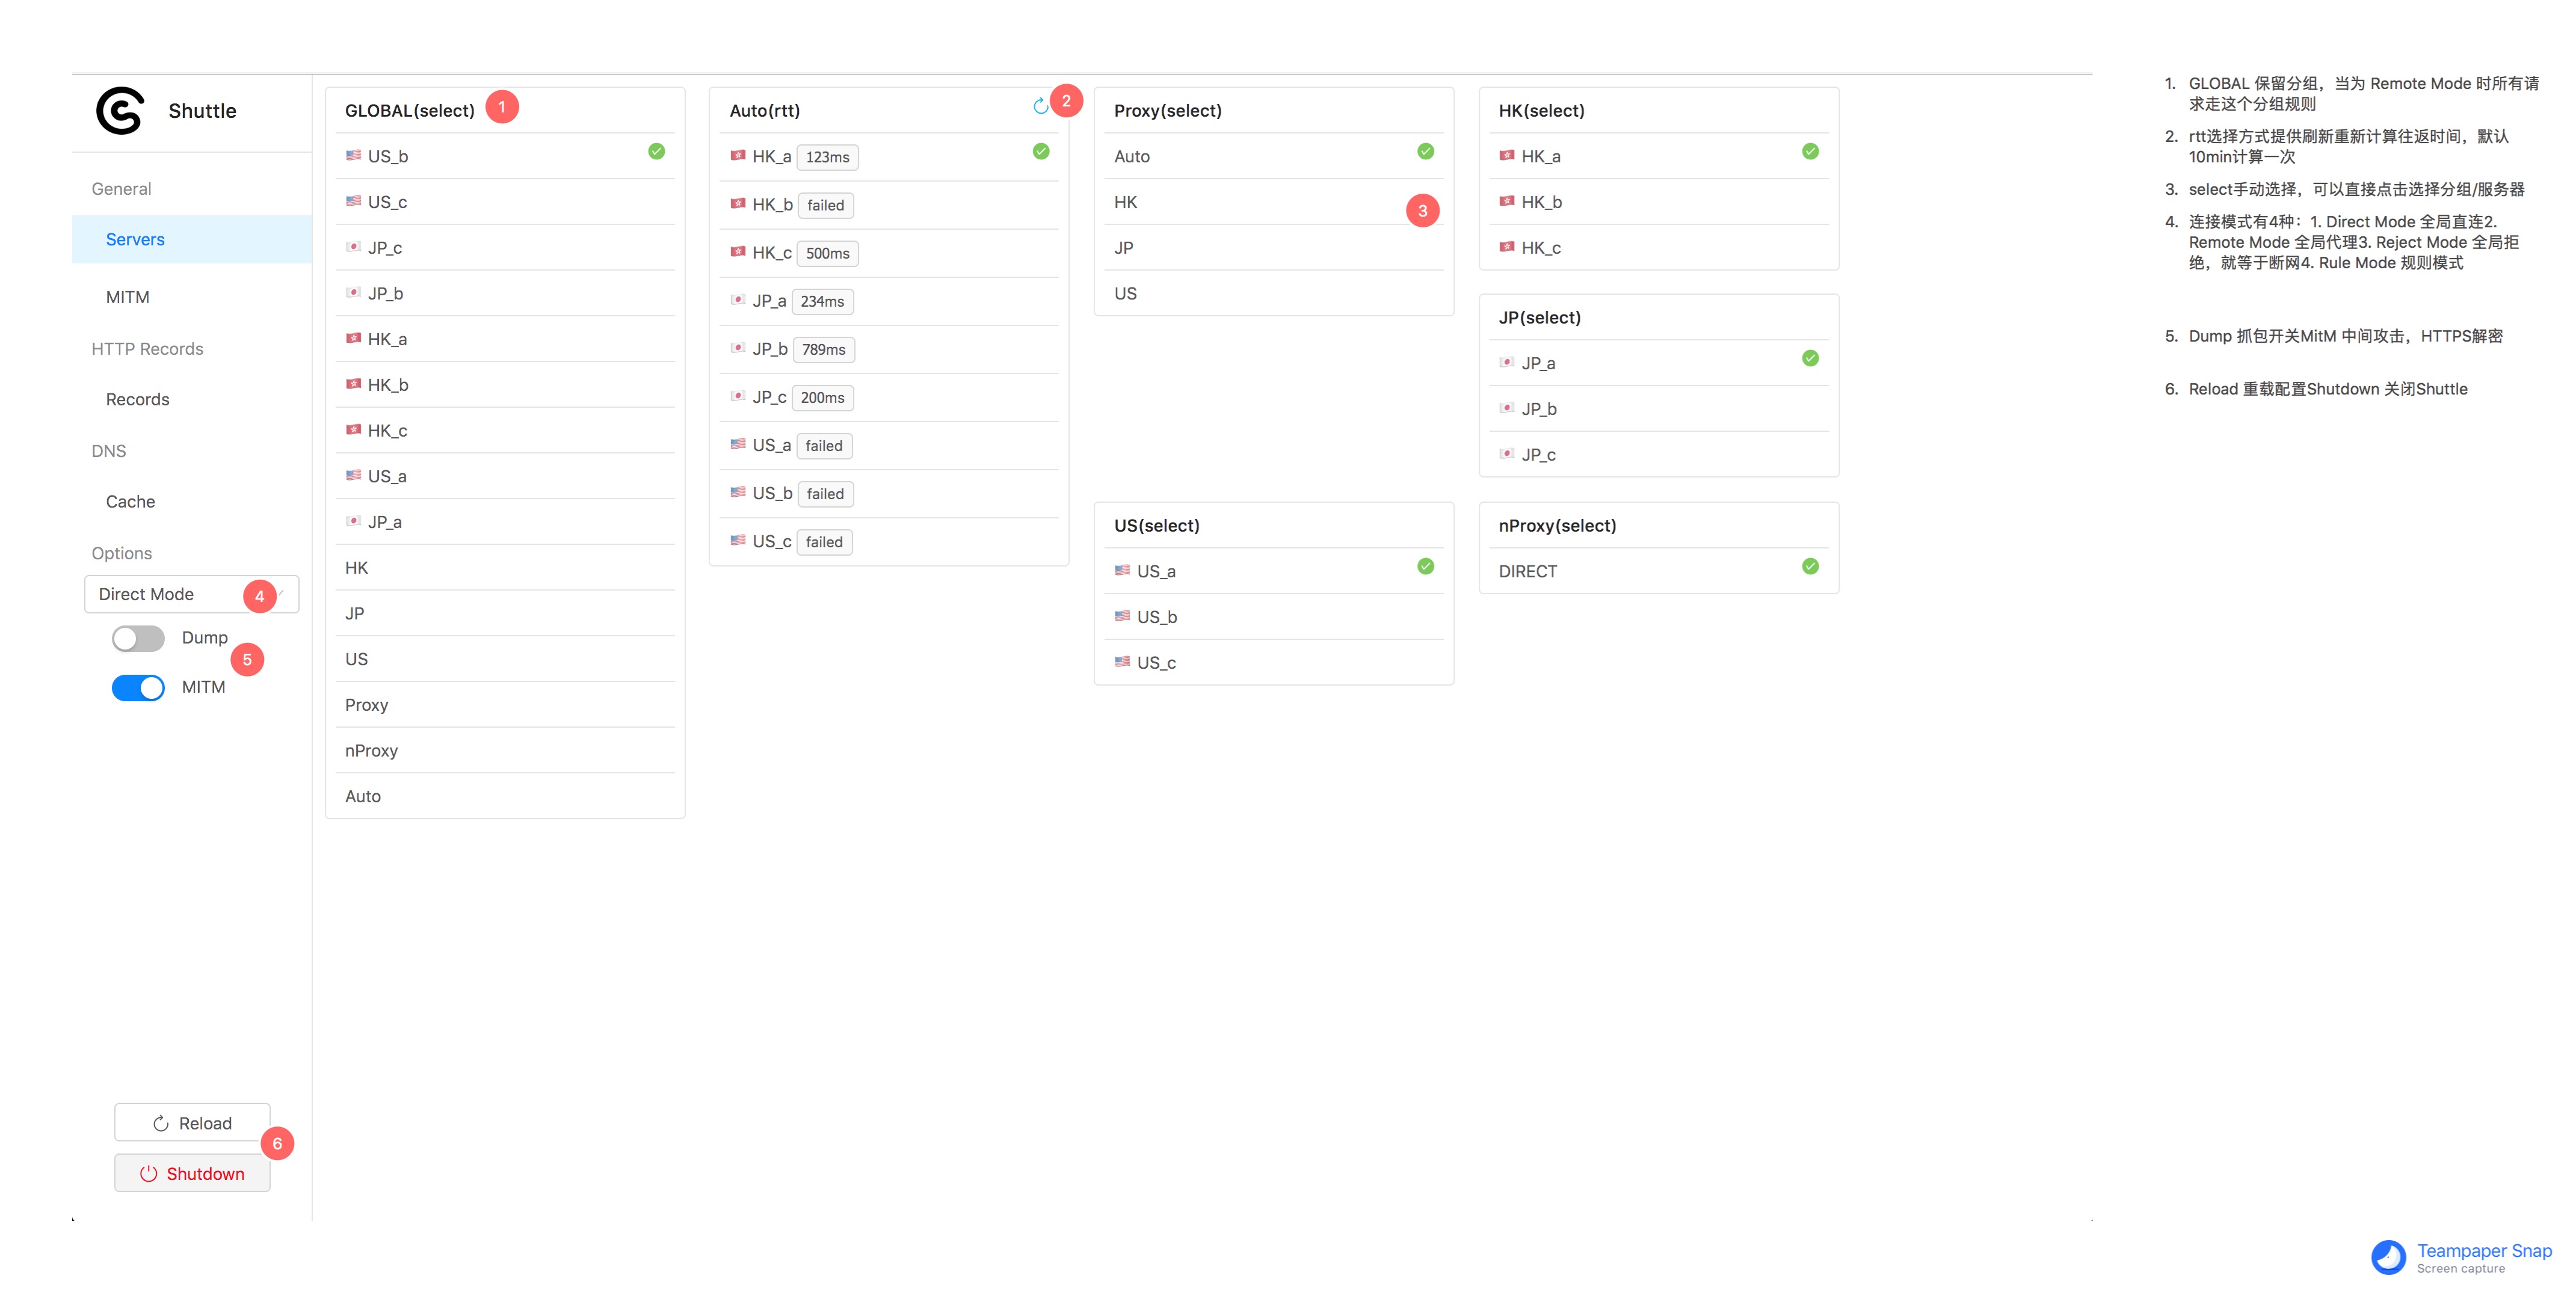 Shuttle
General
Servers
MITM
HTTP Records
Records
DNS
Cache
Options
Direct Mode
4
Dump
5
MITM
Reload
6
Shutdown
GLOBAL(select)
1
US_b
US_c
JP_c
JP_b
HK_a
HK_b
HK_c
US_a
JP_a
HK
JP
US
Proxy
nProxy
Auto
Auto(rtt)
2
HK_a 123ms
HK_b failed
HK_c 500ms
JP_a 234ms
JP_b 789ms
JP_c 200ms
US_a failed
US_b failed
US_c failed
Proxy(select)
Auto
HK
3
JP
US
HK(select)
HK_a
HK_b
HK_c
JP(select)
JP_a
JP_b
JP_c
US(select)
US_a
US_b
US_c
nProxy(select)
DIRECT
1. GLOBAL 保留分组，当为 Remote Mode 时所有请
求走这个分组规则
2. rtt选择方式提供刷新重新计算往返时间，默认
10min计算一次
3. select手动选择，可以直接点击选择分组/服务器
4. 连接模式有4种：1. Direct Mode 全局直连2.
Remote Mode 全局代理3. Reject Mode 全局拒
绝，就等于断网4. Rule Mode 规则模式
5. Dump 抓包开关MitM 中间攻击，HTTPS解密
6. Reload 重载配置Shutdown 关闭Shuttle
Teampaper Snap
Screen capture